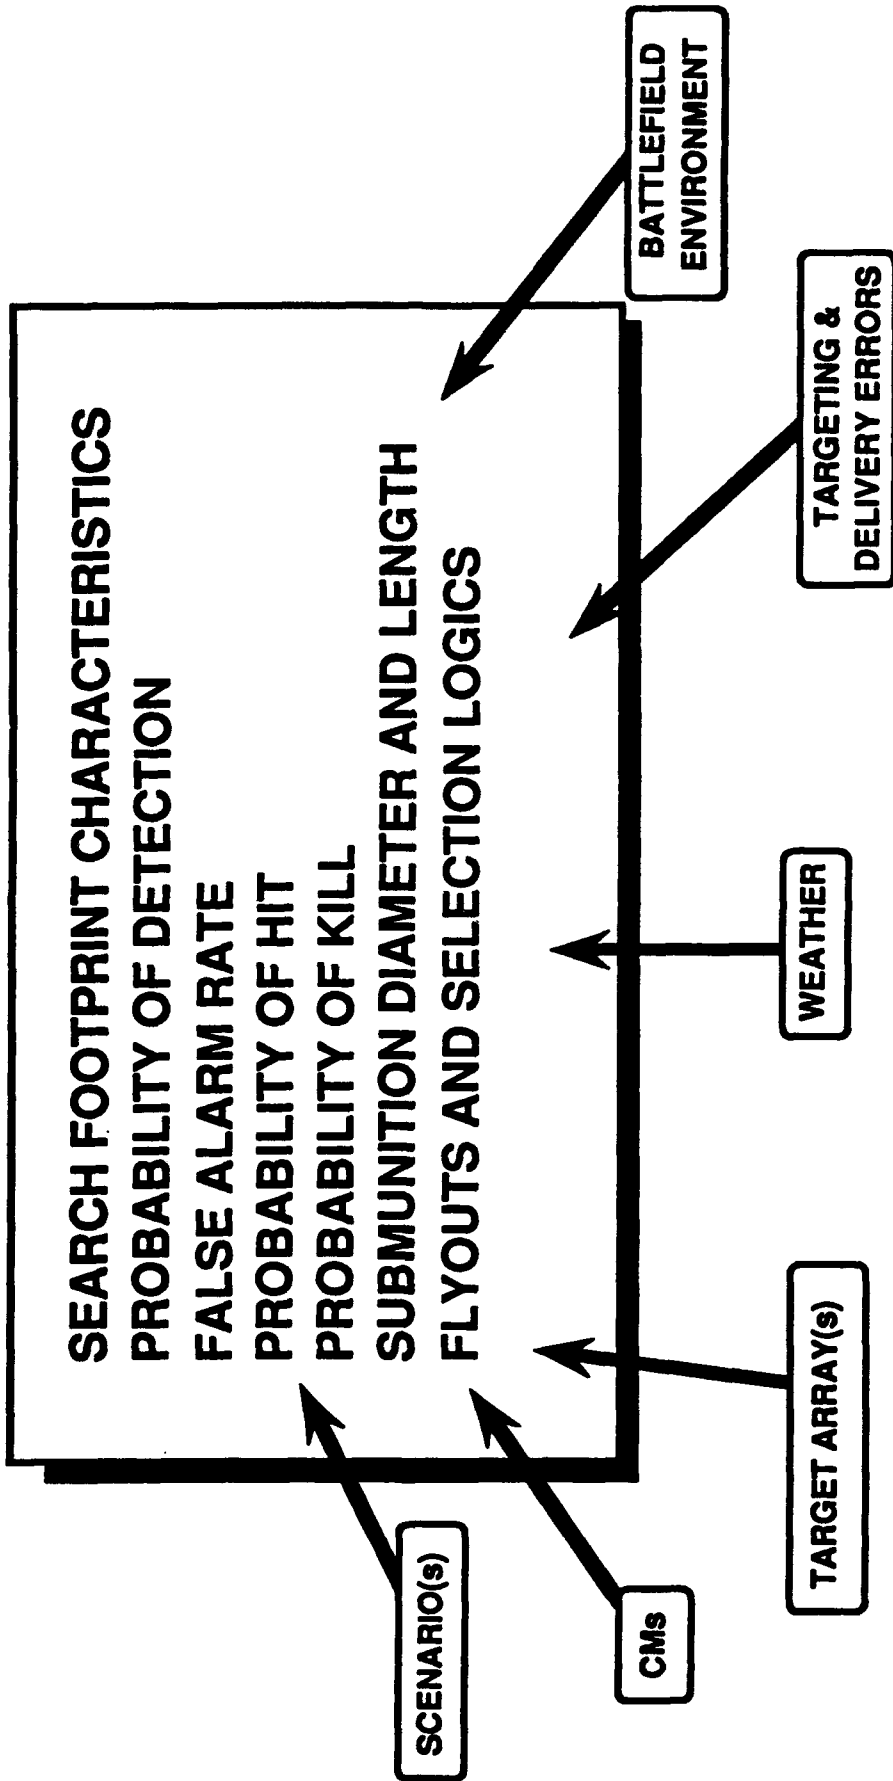 SEARCH FOOTPRINT CHARACTERISTICS
PROBABILITY OF DETECTION
FALSE ALARM RATE
PROBABILITY OF HIT
PROBABILITY OF KILL
SUBMUNITION DIAMETER AND LENGTH
FLYOUTS AND SELECTION LOGICS
SCENARIO(s)
CMs
TARGET ARRAY(s)
WEATHER
TARGETING &
DELIVERY ERRORS
BATTLEFIELD
ENVIRONMENT